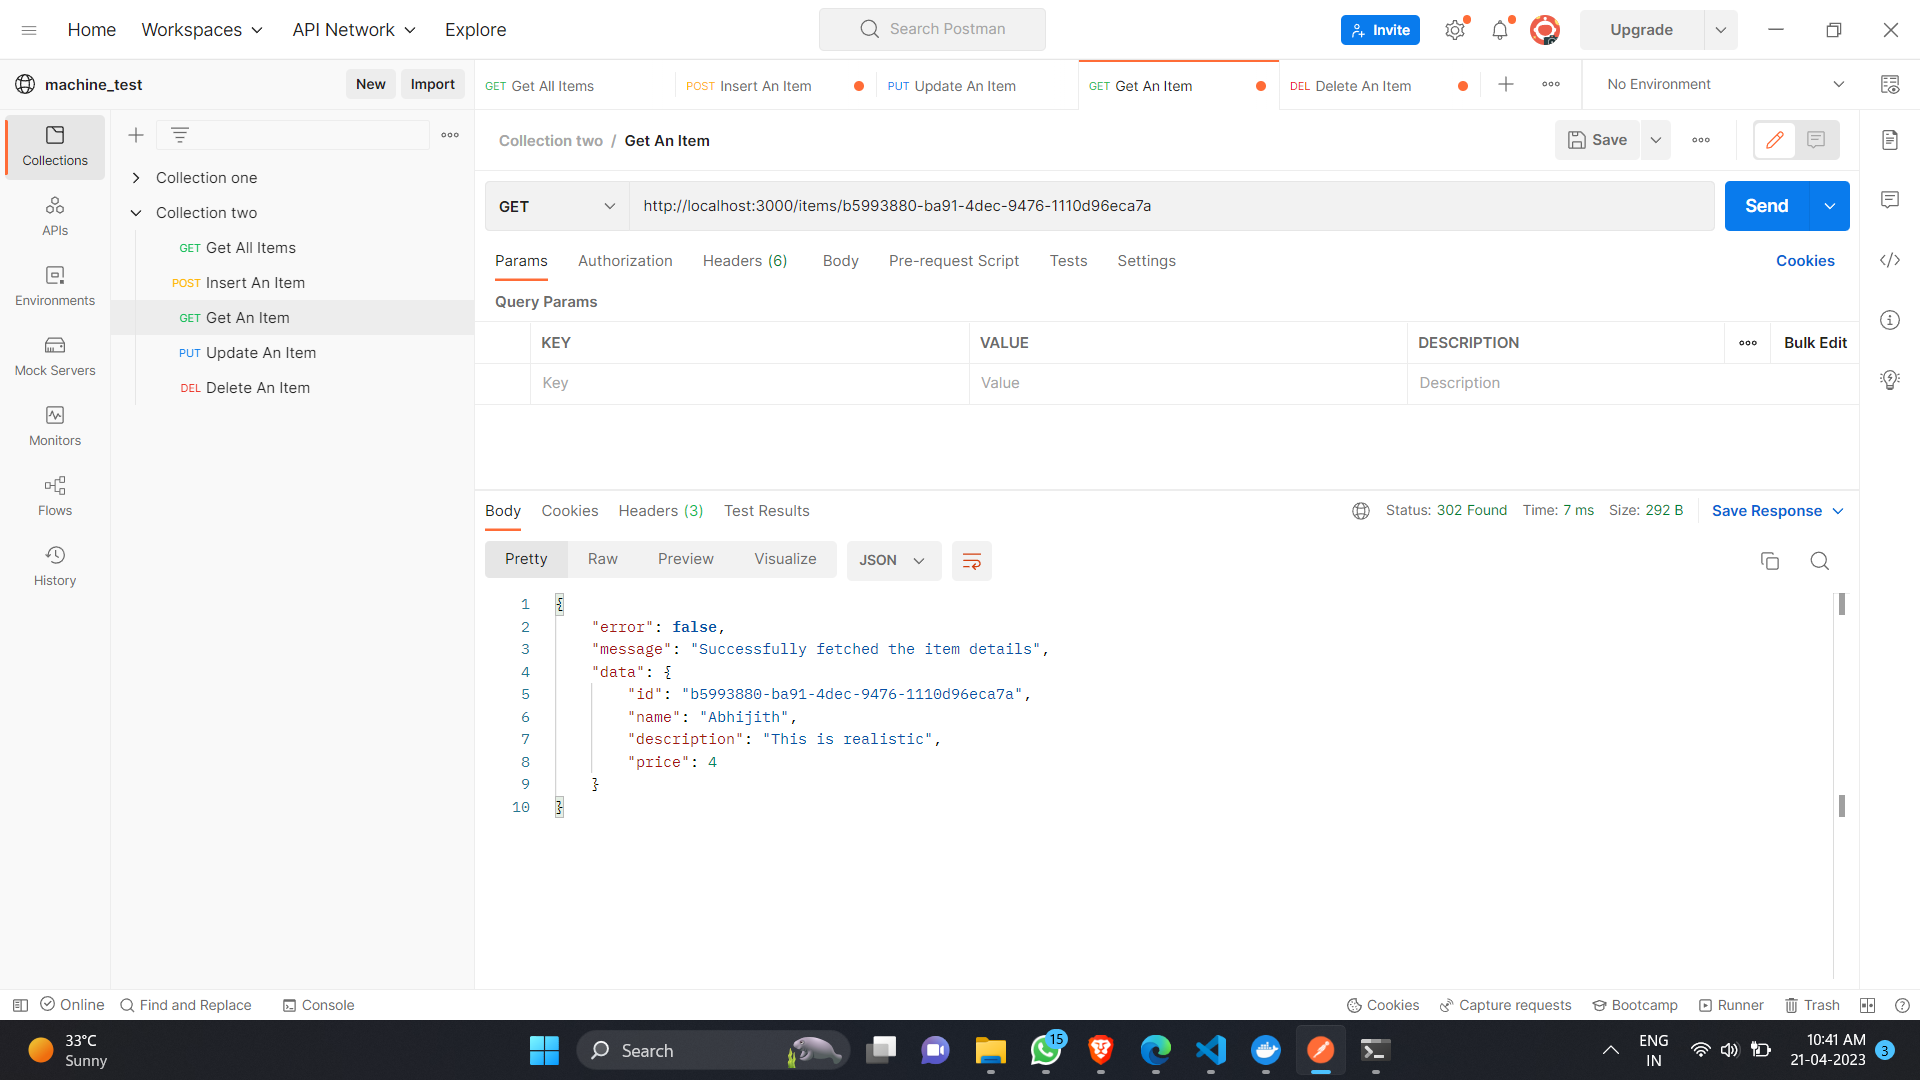 Home
Workspaces
API Network
Explore
Search Postman
Invite
Upgrade
machine_test
New
Import
GET Get All Items
POST Insert An Item
PUT Update An Item
GET Get An Item
DEL Delete An Item
No Environment
Collections
APIs
Environments
Mock Servers
Monitors
Flows
History
Collection one
Collection two
GET Get All Items
POST Insert An Item
GET Get An Item
PUT Update An Item
DEL Delete An Item
Collection two / Get An Item
Save
GET
http://localhost:3000/items/b5993880-ba91-4dec-9476-1110d96eca7a
Send
Params
Authorization
Headers (6)
Body
Pre-request Script
Tests
Settings
Cookies
Query Params
KEY
VALUE
DESCRIPTION
Bulk Edit
Key
Value
Description
Body
Cookies
Headers (3)
Test Results
Status: 302 Found
Time: 7 ms
Size: 292 B
Save Response
Pretty
Raw
Preview
Visualize
JSON
1 {
2 "error": false,
3 "message": "Successfully fetched the item details",
4 "data": {
5 "id": "b5993880-ba91-4dec-9476-1110d96eca7a",
6 "name": "Abhijith",
7 "description": "This is realistic",
8 "price": 4
9 }
10 }
Online
Find and Replace
Console
Cookies
Capture requests
Bootcamp
Runner
Trash
33°C
Sunny
Search
15
ENG
IN
10:41 AM
21-04-2023
3